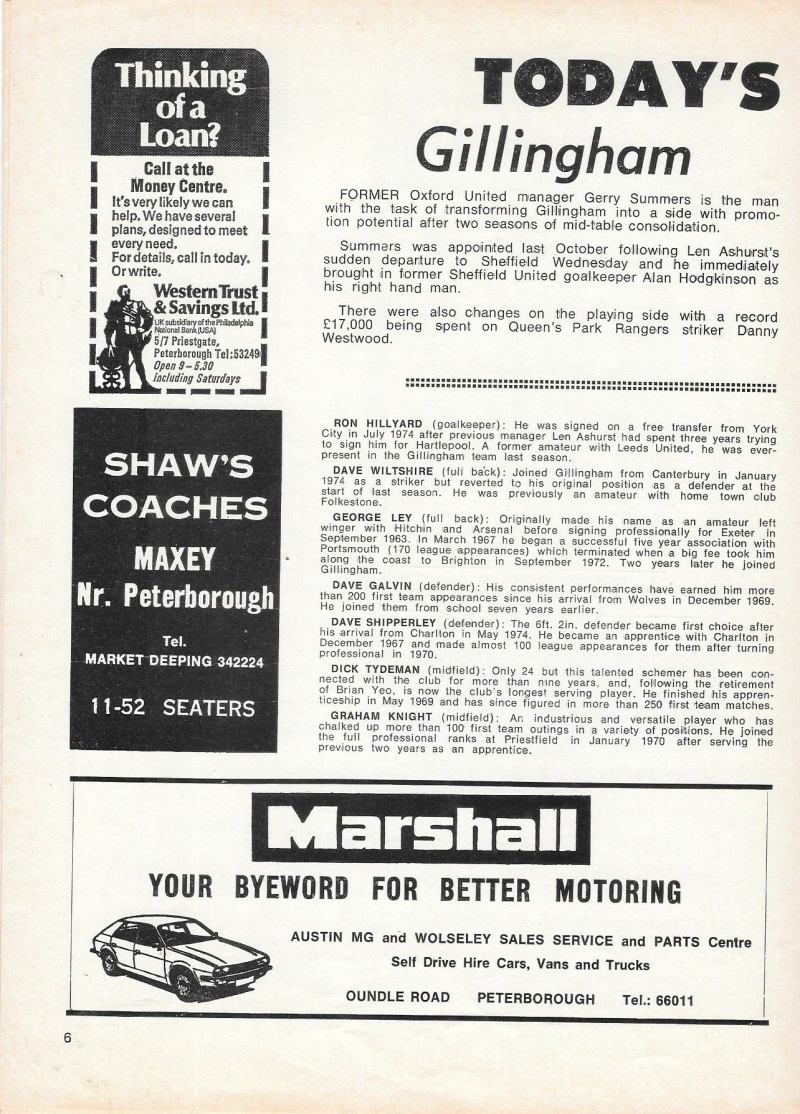 Thinking
of a
Loan?
Call at the
Money Centre.
It's very likely we can
help. We have several
plans, designed to meet
every need.
For details, call in today.
Or write.
Western Trust
& Savings Ltd.
UK subsidiary of the Philadelphia
National Bank (USA)
5/7 Priestgate,
Peterborough Tel:53249
Open 9–5.30
including Saturdays
SHAW'S
COACHES
MAXEY
Nr. Peterborough
Tel.
MARKET DEEPING 342224
11-52 SEATERS
TODAY'S
Gillingham
FORMER Oxford United manager Gerry Summers is the man
with the task of transforming Gillingham into a side with promo-
tion potential after two seasons of mid-table consolidation.
Summers was appointed last October following Len Ashurst's
sudden departure to Sheffield Wednesday and he immediately
brought in former Sheffield United goalkeeper Alan Hodgkinson as
his right hand man.
There were also changes on the playing side with a record
£17,000 being spent on Queen's Park Rangers striker Danny
Westwood.
RON HILLYARD (goalkeeper): He was signed on a free transfer from York
City in July 1974 after previous manager Len Ashurst had spent three years trying
to sign him for Hartlepool. A former amateur with Leeds United, he was ever-
present in the Gillingham team last season.
DAVE WILTSHIRE (full back): Joined Gillingham from Canterbury in January
1974 as a striker but reverted to his original position as a defender at the
start of last season. He was previously an amateur with home town club
Folkestone.
GEORGE LEY (full back): Originally made his name as an amateur left
winger with Hitchin and Arsenal before signing professionally for Exeter in
September 1963. In March 1967 he began a successful five year association with
Portsmouth (170 league appearances) which terminated when a big fee took him
along the coast to Brighton in September 1972. Two years later he joined
Gillingham.
DAVE GALVIN (defender): His consistent performances have earned him more
than 200 first team appearances since his arrival from Wolves in December 1969.
He joined them from school seven years earlier.
DAVE SHIPPERLEY (defender): The 6ft. 2in. defender became first choice after
his arrival from Charlton in May 1974. He became an apprentice with Charlton in
December 1967 and made almost 100 league appearances for them after turning
professional in 1970.
DICK TYDEMAN (midfield): Only 24 but this talented schemer has been con-
nected with the club for more than nine years, and, following the retirement
of Brian Yeo, is now the club's longest serving player. He finished his appren-
ticeship in May 1969 and has since figured in more than 250 first team matches.
GRAHAM KNIGHT (midfield): An industrious and versatile player who has
chalked up more than 100 first team outings in a variety of positions. He joined
the full professional ranks at Priestfield in January 1970 after serving the
previous two years as an apprentice.
Marshall
YOUR BYEWORD FOR BETTER MOTORING
AUSTIN MG and WOLSELEY SALES SERVICE and PARTS Centre
Self Drive Hire Cars, Vans and Trucks
OUNDLE ROAD PETERBOROUGH Tel.: 66011
6